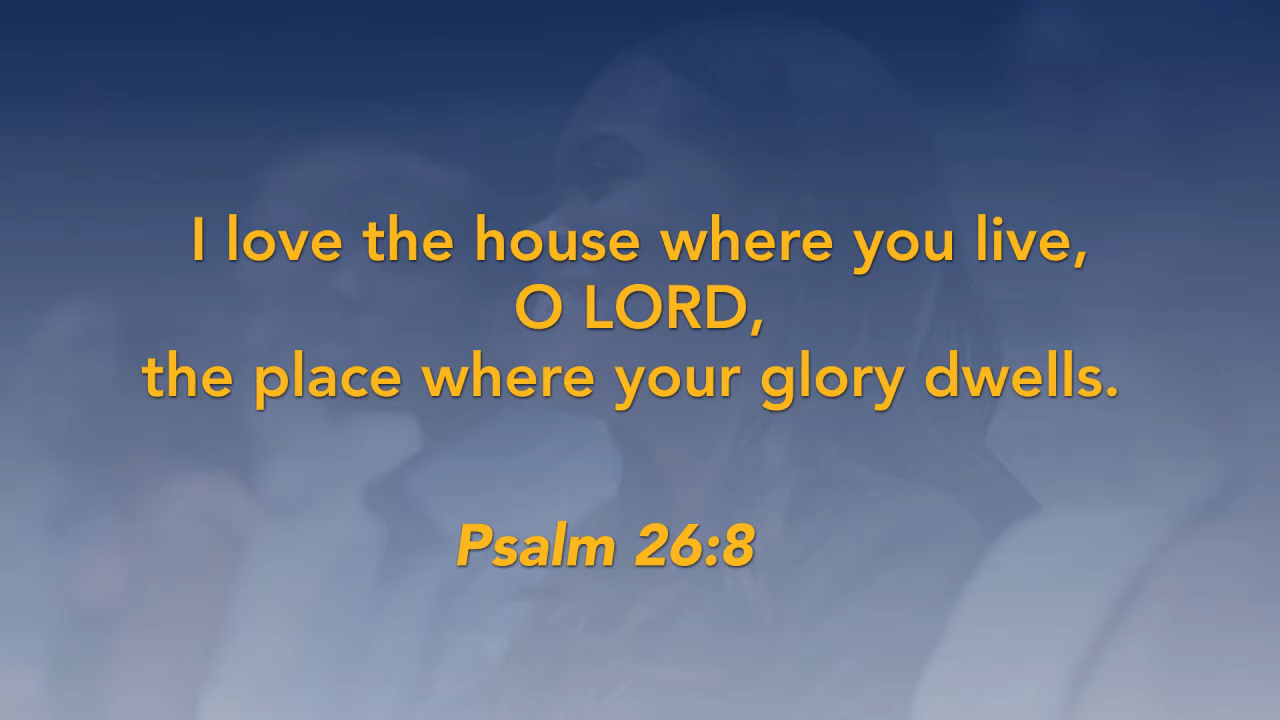 I love the house where you live,
O LORD,
the place where your glory dwells.
Psalm 26:8